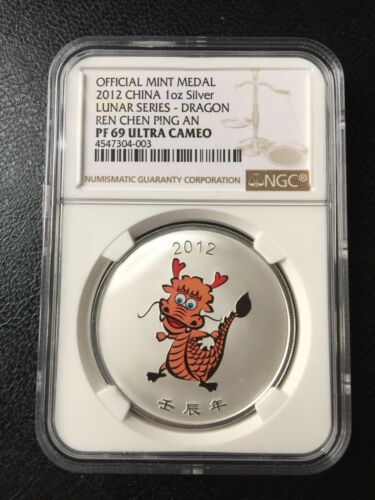 OFFICIAL MINT MEDAL
2012 CHINA 1oz Silver
LUNAR SERIES - DRAGON
REN CHEN PING AN
PF 69 ULTRA CAMEO
4547304-003
NUMISMATIC GUARANTY CORPORATION
NGC®
2012
壬辰年